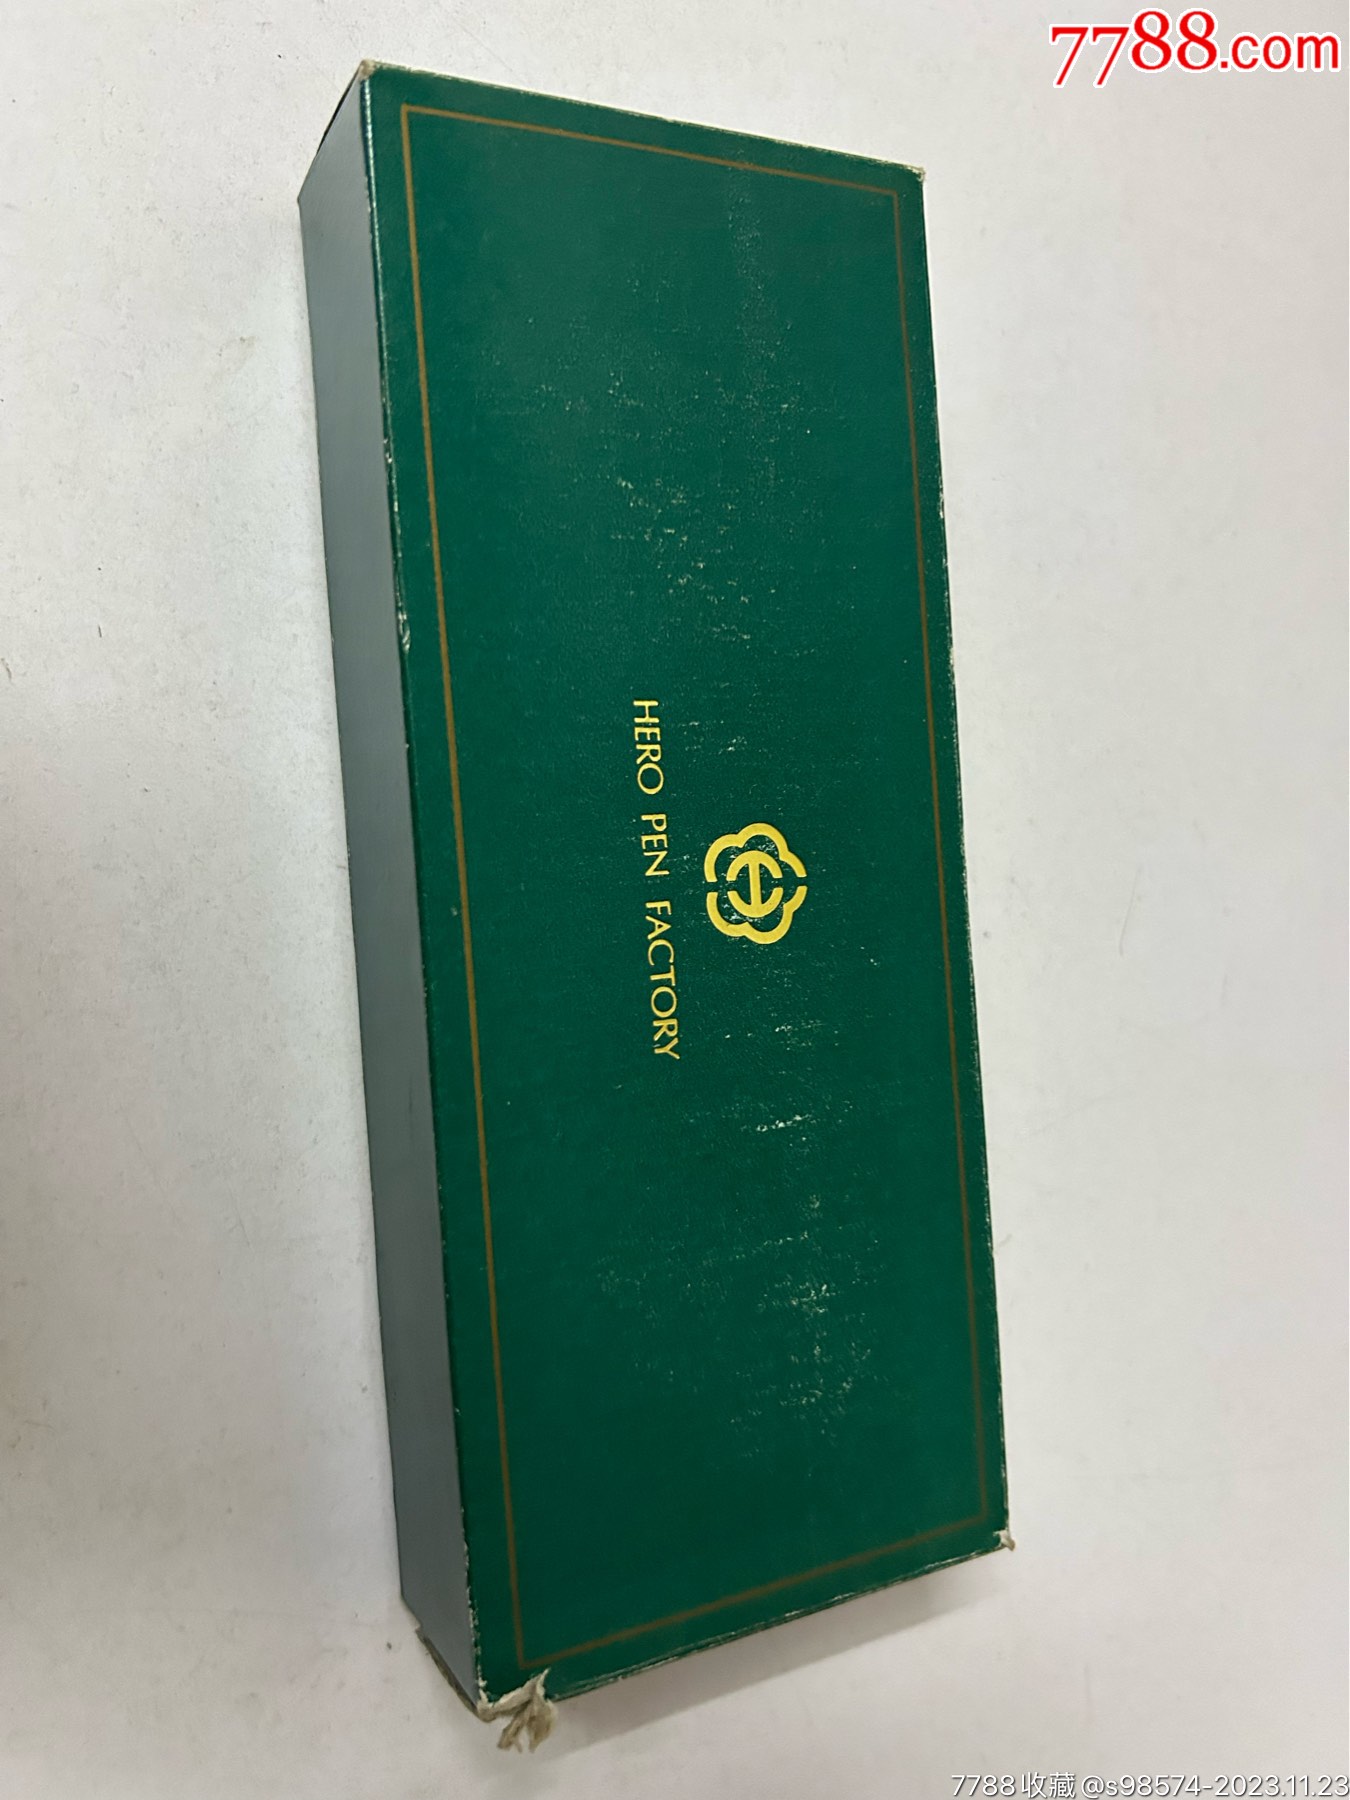 7788.com
HERO PEN FACTORY
7788收藏 @s98574-2023.11.23